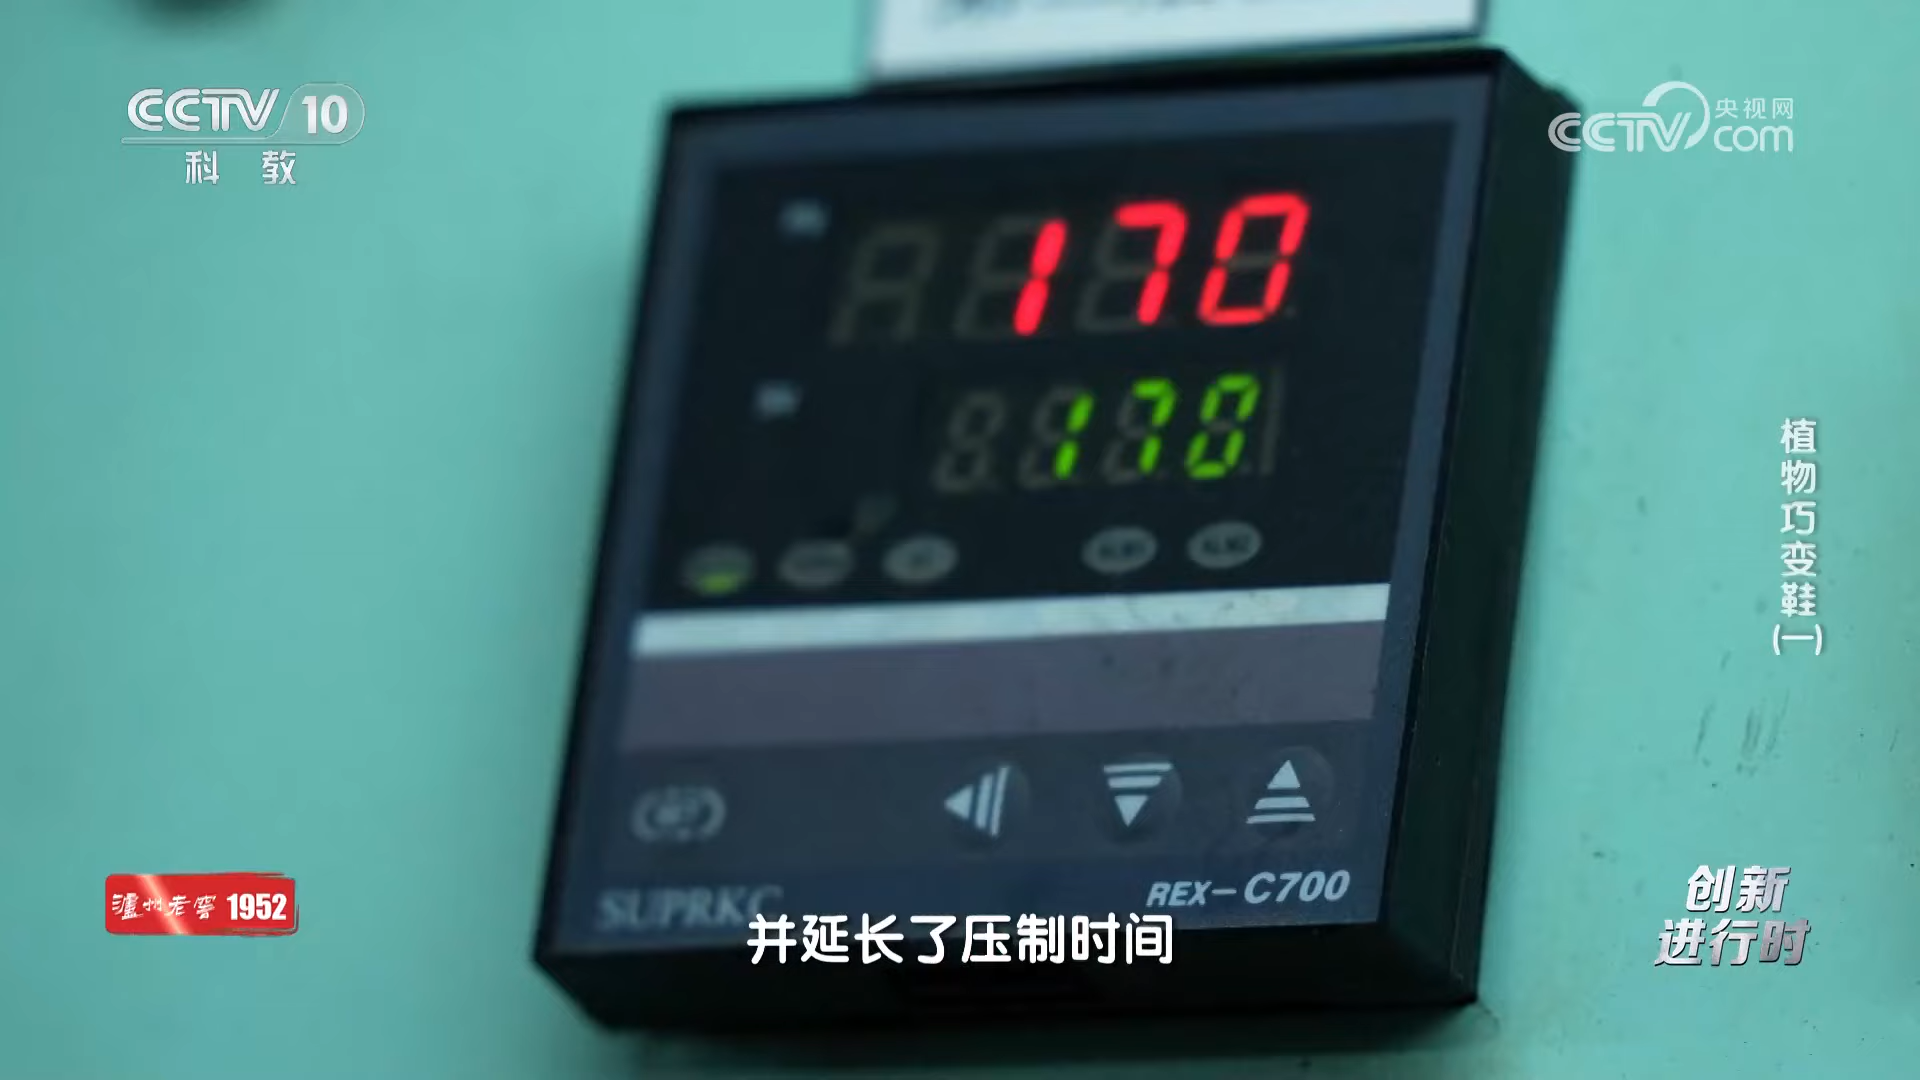 CCTV 10
科教
央视网
CCTV.com
170
170
植物巧变鞋(一)
REX-C700
SUPRKC
泸州老窖 1952
并延长了压制时间
创新
进行时